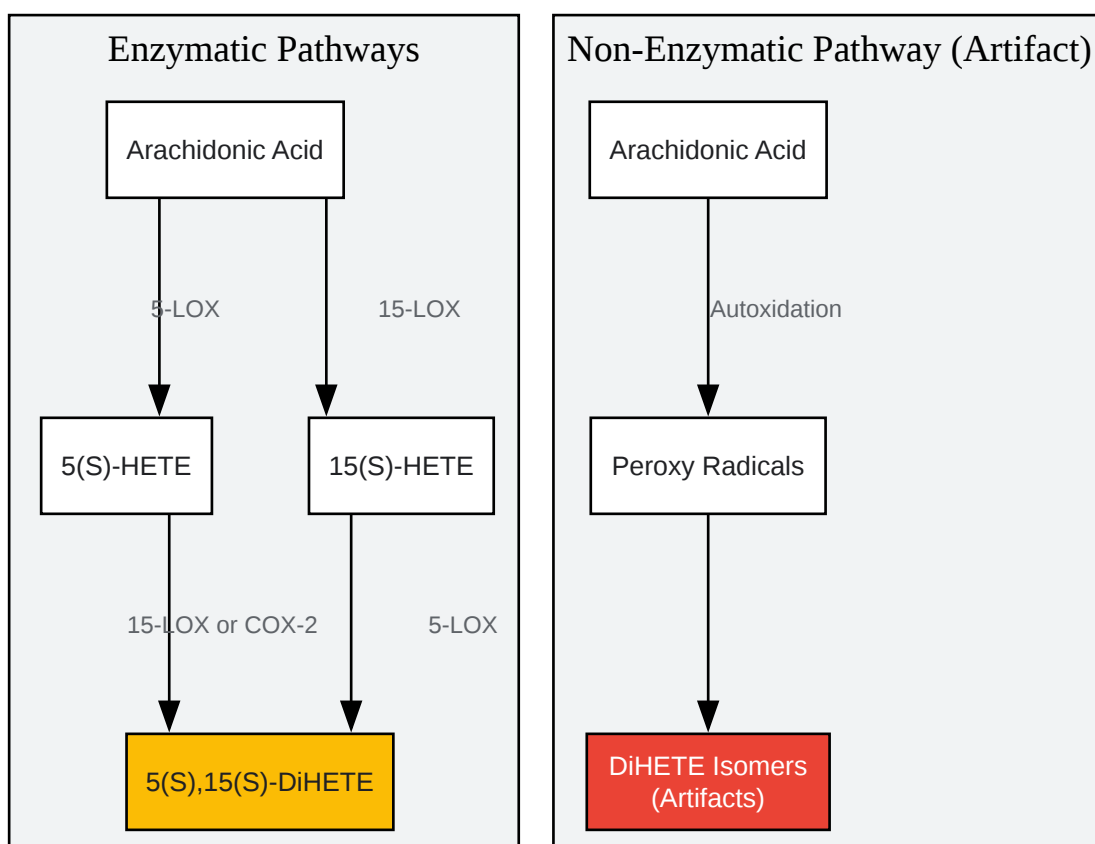 Enzymatic Pathways
Arachidonic Acid
5-LOX
15-LOX
5(S)-HETE
15(S)-HETE
15-LOX or COX-2
5-LOX
5(S),15(S)-DiHETE
Non-Enzymatic Pathway (Artifact)
Arachidonic Acid
Autoxidation
Peroxy Radicals
DiHETE Isomers
(Artifacts)